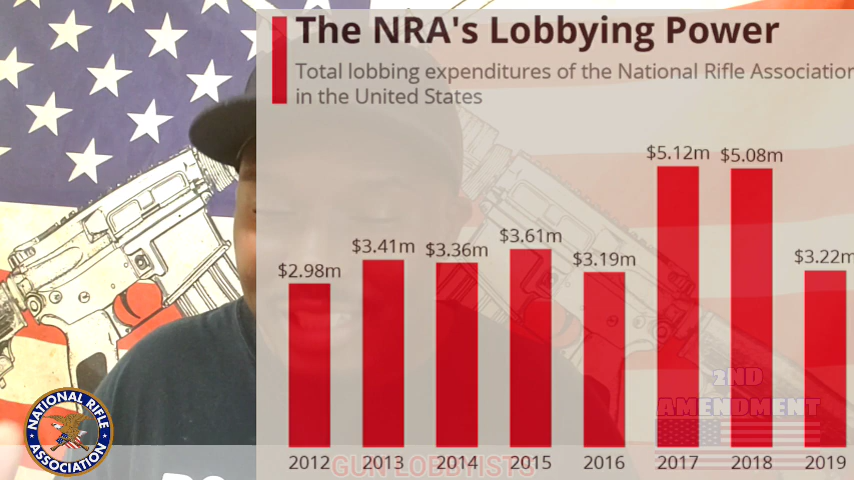 The NRA's Lobbying Power
Total lobbing expenditures of the National Rifle Association
in the United States
$2.98m
$3.41m
$3.36m
$3.61m
$3.19m
$5.12m
$5.08m
$3.22m
2ND
AMENDMENT
NATIONAL RIFLE
ASSOCIATION
2012 2013 2014 2015 2016 2017 2018 2019
GUN LOBBYISTS